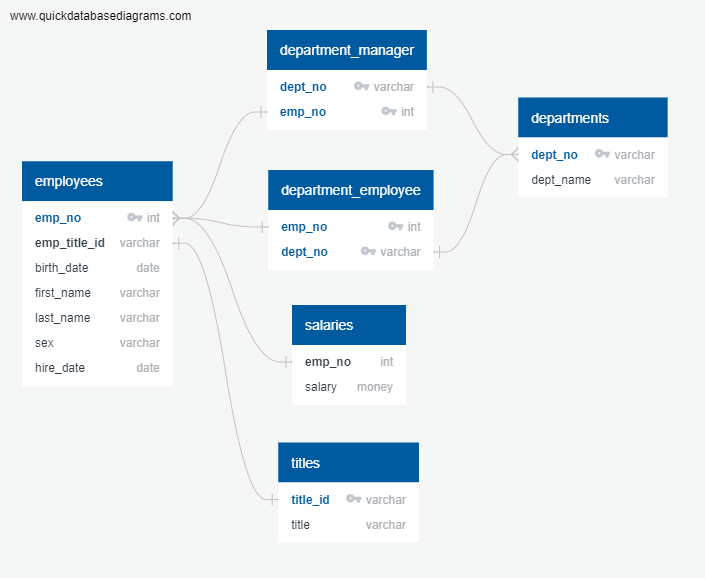 www.quickdatabasediagrams.com
department_manager
dept_no varchar
emp_no int
departments
dept_no varchar
dept_name varchar
employees
emp_no int
emp_title_id varchar
birth_date date
first_name varchar
last_name varchar
sex varchar
hire_date date
department_employee
emp_no int
dept_no varchar
salaries
emp_no int
salary money
titles
title_id varchar
title varchar